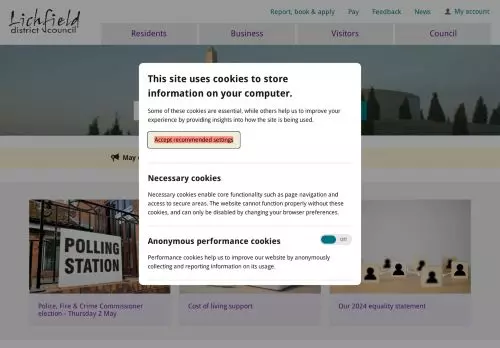 Lichfield
district council
Report, book & apply
Pay
Feedback
News
My account
Residents
Business
Visitors
Council
This site uses cookies to store
information on your computer.
Some of these cookies are essential, while others help us to improve your
experience by providing insights into how the site is being used.
Accept recommended settings
May
Necessary cookies
Necessary cookies enable core functionality such as page navigation and
access to secure areas. The website cannot function properly without these
cookies, and can only be disabled by changing your browser preferences.
Anonymous performance cookies
Off
Performance cookies help us to improve our website by anonymously
collecting and reporting information on its usage.
POLLING
STATION
Police, Fire & Crime Commissioner
election - Thursday 2 May
Cost of living support
Our 2024 equality statement